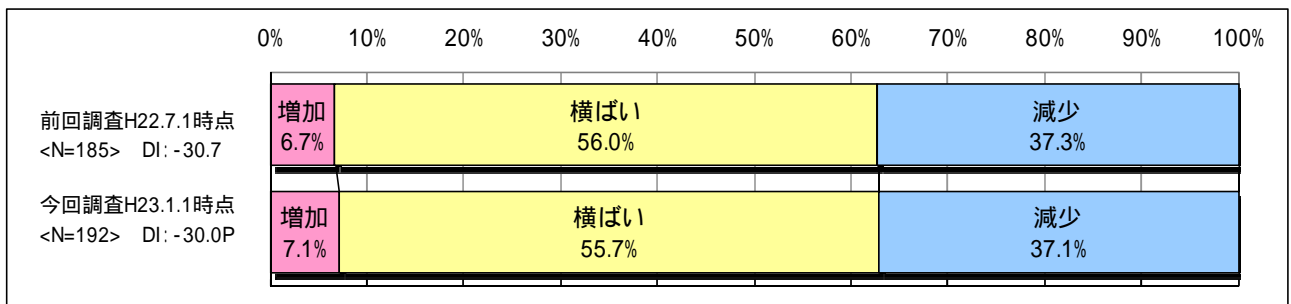 0% 10% 20% 30% 40% 50% 60% 70% 80% 90% 100%
前回調査H22.7.1時点
<N=185> DI: -30.7
増加 横ばい 減少
6.7% 56.0% 37.3%
今回調査H23.1.1時点
<N=192> DI: -30.0P
増加 横ばい 減少
7.1% 55.7% 37.1%